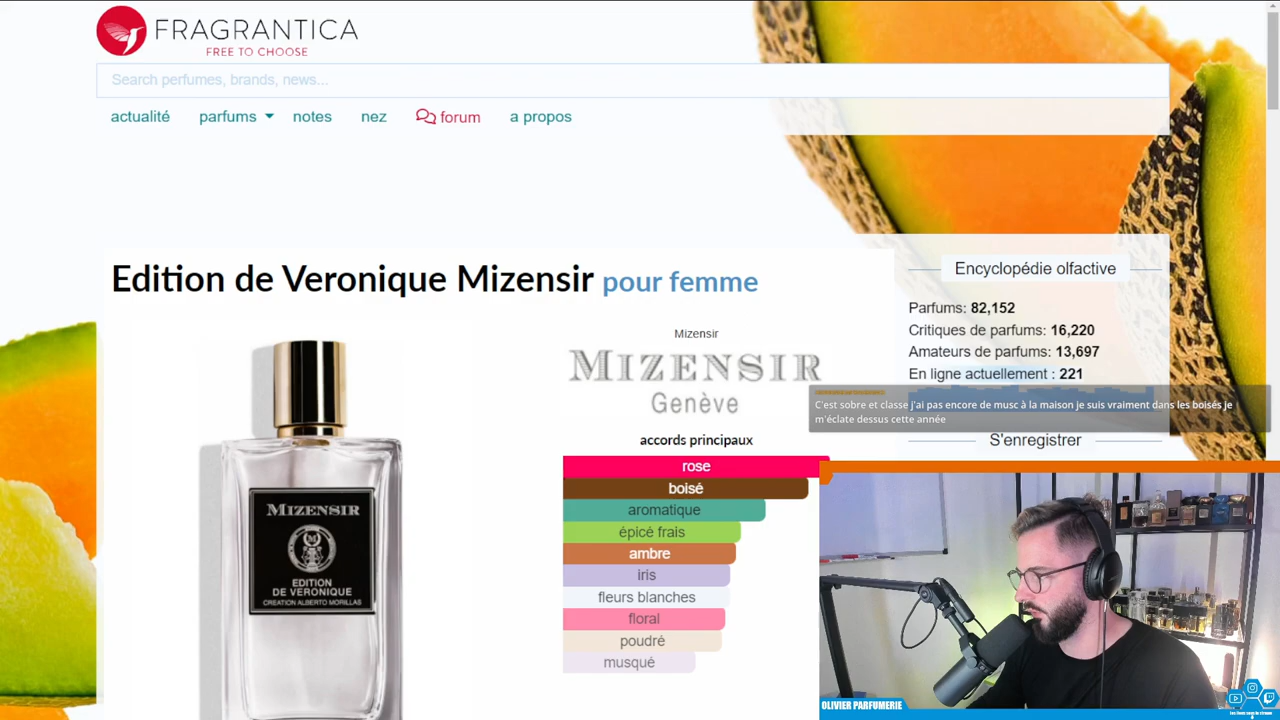 FRAGRANTICA
FREE TO CHOOSE
Search perfumes, brands, news...
actualité parfums notes nez forum a propos
Edition de Veronique Mizensir pour femme
Mizensir
MIZENSIR
Genève
accords principaux
rose
boisé
aromatique
épicé frais
ambre
iris
fleurs blanches
floral
poudré
musqué
MIZENSIR
EDITION
DE VERONIQUE
CREATION ALBERTO MORILLAS
Encyclopédie olfactive
Parfums: 82,152
Critiques de parfums: 16,220
Amateurs de parfums: 13,697
En ligne actuellement : 221
C'est sobre et classe j'ai pas encore de musc à la maison je suis vraiment dans les boisés je
m'éclate dessus cette année
S'enregistrer
OLIVIER PARFUMERIE